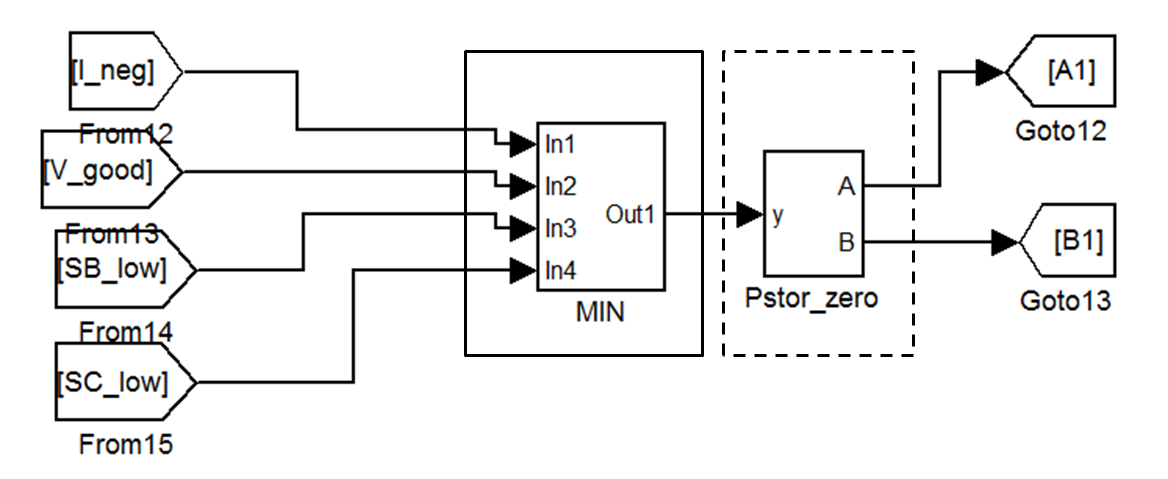 [I_neg]
From12
[V_good]
From13
[SB_low]
From14
[SC_low]
From15
In1
In2
In3
In4
Out1
MIN
y
A
B
Pstor_zero
[A1]
Goto12
[B1]
Goto13